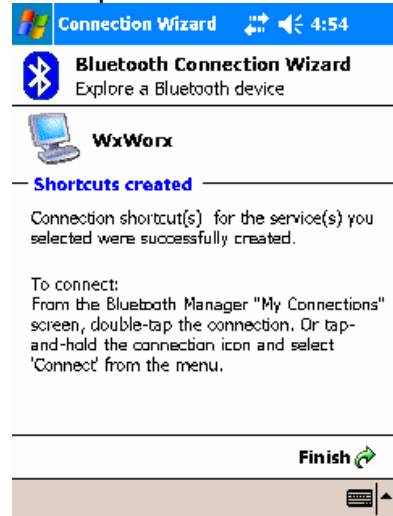 Connection Wizard 4:54
Bluetooth Connection Wizard
Explore a Bluetooth device
WxWorx
Shortcuts created
Connection shortcut(s) for the service(s) you
selected were successfully created.
To connect:
From the Bluetooth Manager "My Connections"
screen, double-tap the connection. Or tap-
and-hold the connection icon and select
'Connect' from the menu.
Finish